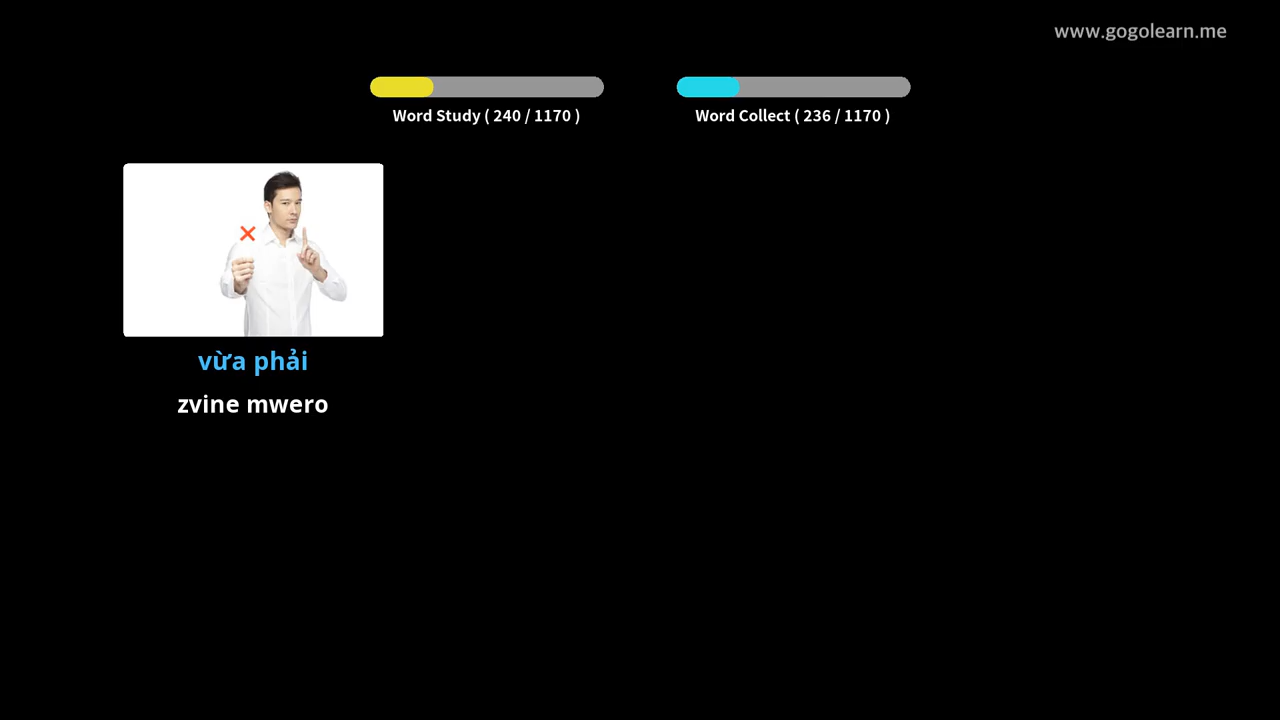 www.gogolearn.me
Word Study ( 240 / 1170 )
Word Collect ( 236 / 1170 )
vừa phải
zvine mwero